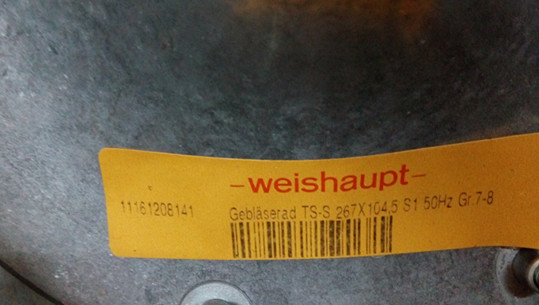 -weishaupt-
11161208141 Gebläserad TS-S 267X104,5 S1 50Hz Gr.7-8